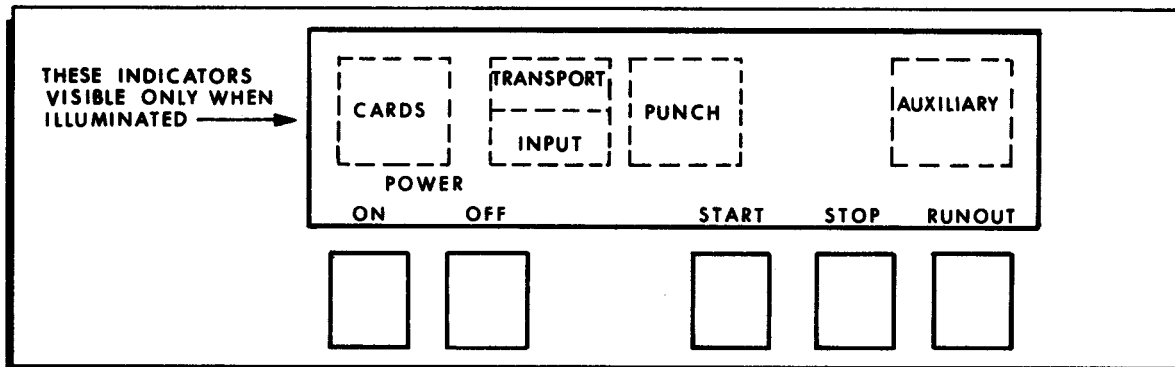 THESE INDICATORS
VISIBLE ONLY WHEN
ILLUMINATED
CARDS
TRANSPORT
INPUT
PUNCH
AUXILIARY
POWER
ON OFF START STOP RUNOUT